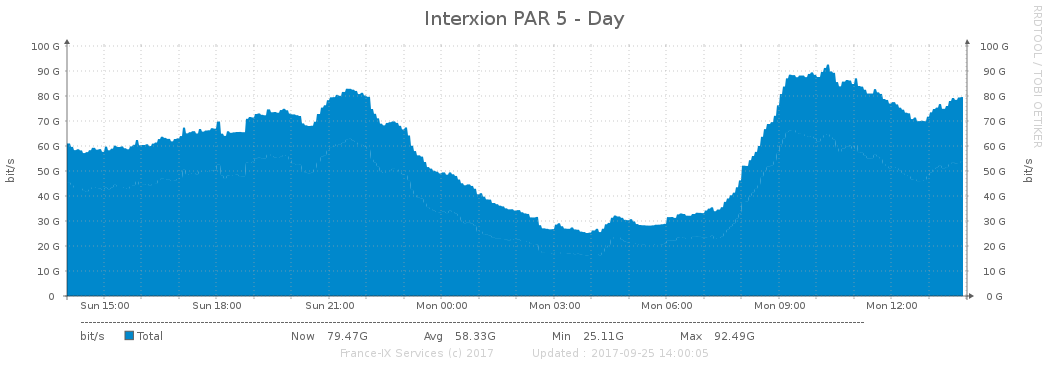 Interxion PAR 5 - Day
RRDTOOL / TOBI OETIKER
100 G 100 G
90 G 90 G
80 G 80 G
70 G 70 G
60 G 60 G
50 G 50 G
40 G 40 G
30 G 30 G
20 G 20 G
10 G 10 G
0 0 G
bit/s bit/s
Sun 15:00 Sun 18:00 Sun 21:00 Mon 00:00 Mon 03:00 Mon 06:00 Mon 09:00 Mon 12:00
bit/s Total Now 79.47G Avg 58.33G Min 25.11G Max 92.49G
France-IX Services (c) 2017 Updated : 2017-09-25 14:00:05